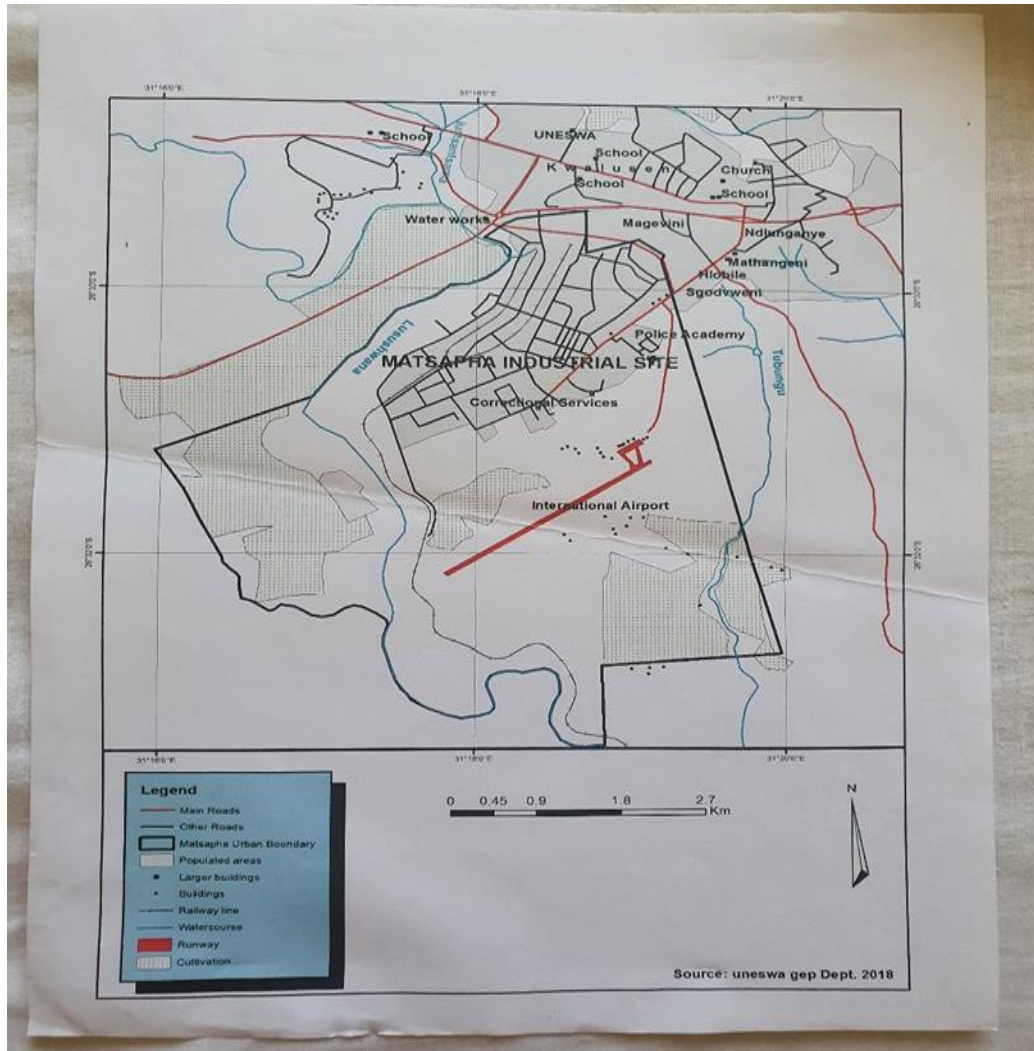 31°16'0"E 31°18'0"E 31°20'0"E
UNESWA
School
School
Kwaluseni
Church
School
School
Water works
Magevini
Ndlunganye
Mathangeni
Hlobile
Sgodvweni
Lusushwana
Police Academy
Tubungu
MATSAPHA INDUSTRIAL SITE
Correctional Services
International Airport
31°16'0"E 31°18'0"E 31°20'0"E
Legend
Main Roads
Other Roads
Matsapha Urban Boundary
Populated areas
Larger buildings
Buildings
Railway line
Watercourse
Runway
Cultivation
0 0.45 0.9 1.8 2.7
Km
N
Source: uneswa gep Dept. 2018